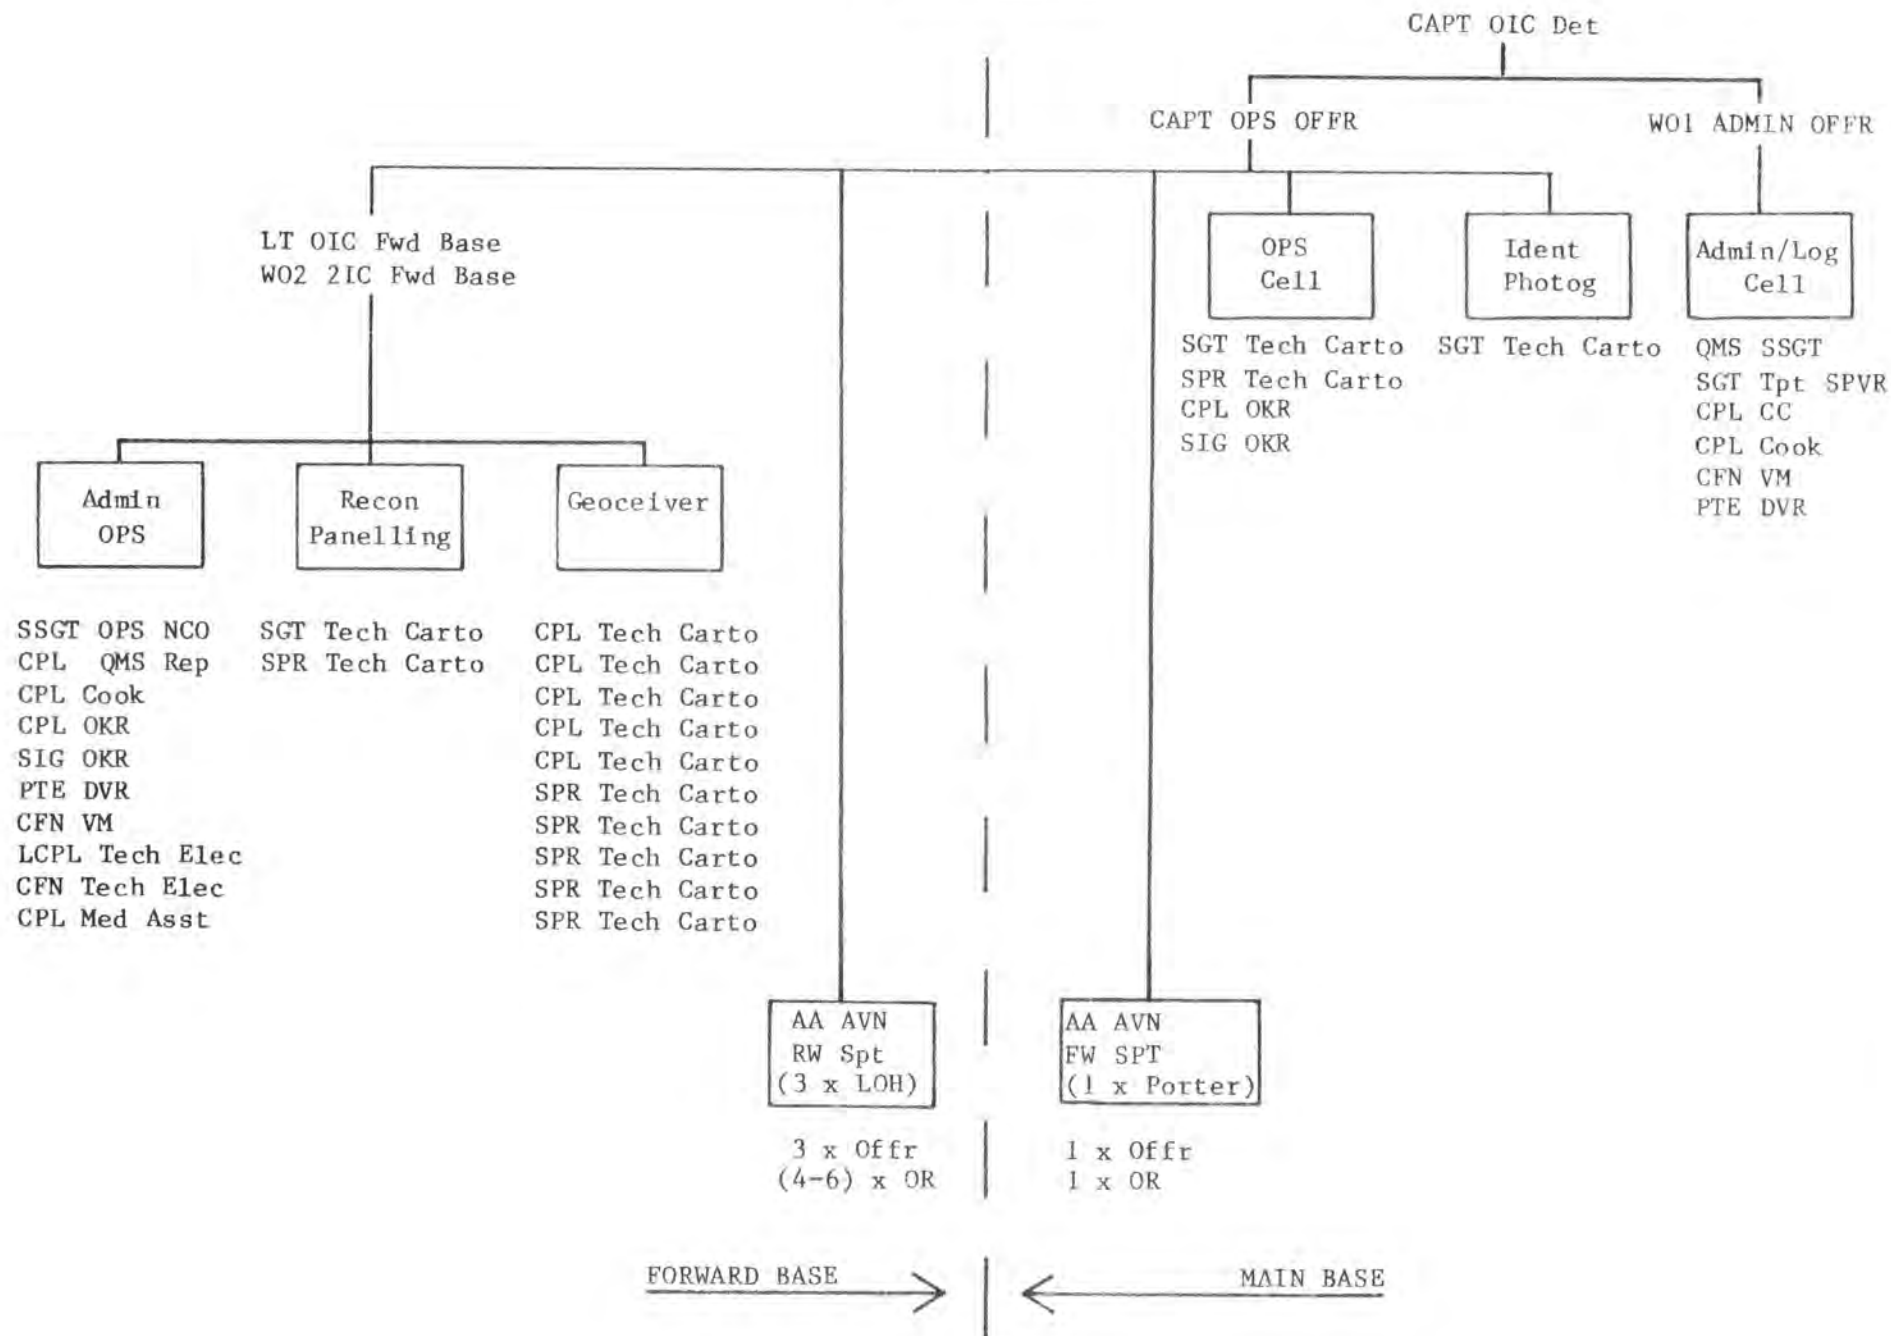 CAPT OIC Det
CAPT OPS OFFR
WO1 ADMIN OFFR
LT OIC Fwd Base
WO2 2IC Fwd Base
OPS
Cell
Ident
Photog
Admin/Log
Cell
SGT Tech Carto
SPR Tech Carto
CPL OKR
SIG OKR
SGT Tech Carto
QMS SSGT
SGT Tpt SPVR
CPL CC
CPL Cook
CFN VM
PTE DVR
Admin
OPS
Recon
Panelling
Geoceiver
SSGT OPS NCO
CPL QMS Rep
CPL Cook
CPL OKR
SIG OKR
PTE DVR
CFN VM
LCPL Tech Elec
CFN Tech Elec
CPL Med Asst
SGT Tech Carto
SPR Tech Carto
CPL Tech Carto
CPL Tech Carto
CPL Tech Carto
CPL Tech Carto
CPL Tech Carto
SPR Tech Carto
SPR Tech Carto
SPR Tech Carto
SPR Tech Carto
SPR Tech Carto
AA AVN
RW Spt
(3 x LOH)
3 x Offr
(4-6) x OR
AA AVN
FW SPT
(1 x Porter)
1 x Offr
1 x OR
FORWARD BASE
MAIN BASE